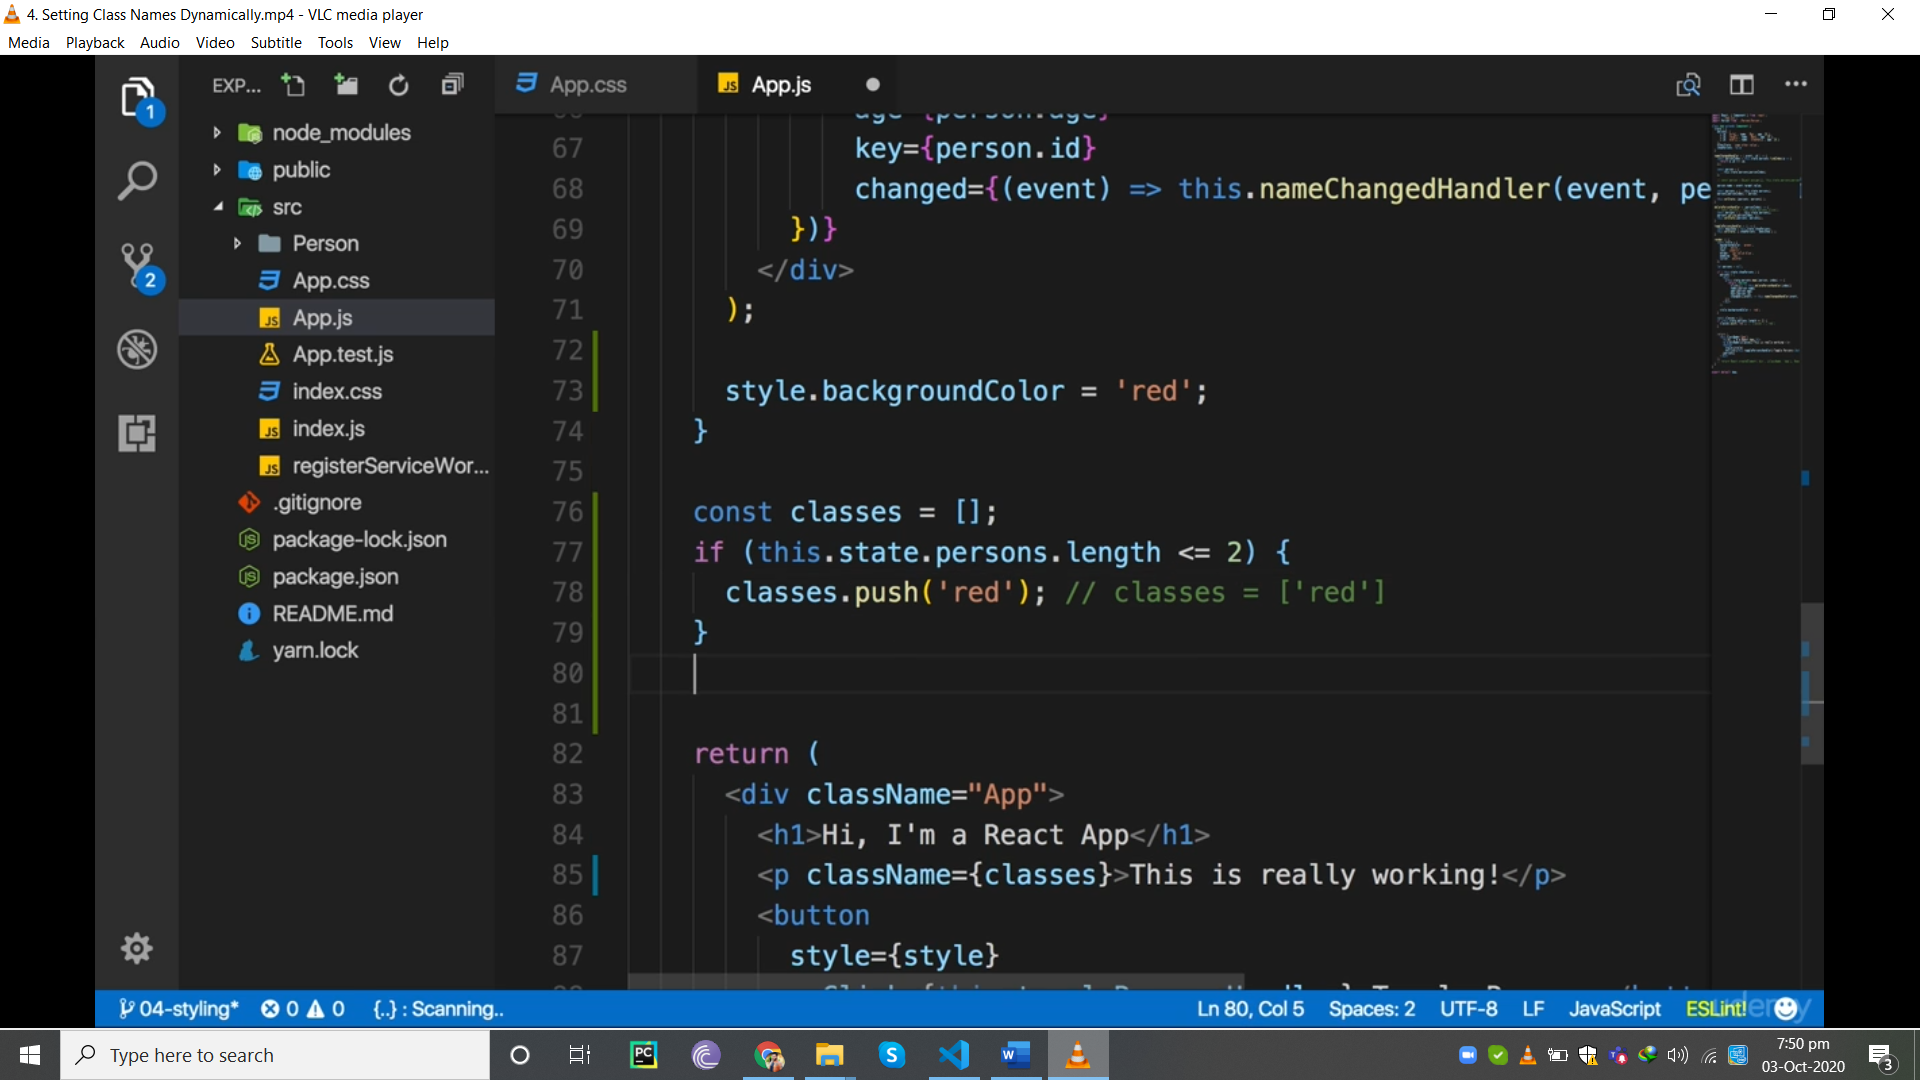 4. Setting Class Names Dynamically.mp4 - VLC media player
Media Playback Audio Video Subtitle Tools View Help
EXP... App.css App.js
1
2
node_modules
public
src
Person
App.css
App.js
App.test.js
index.css
index.js
registerServiceWor...
.gitignore
package-lock.json
package.json
README.md
yarn.lock
67 key={person.id}
68 changed={(event) => this.nameChangedHandler(event, pe
69 })}
70 </div>
71 );
72
73 style.backgroundColor = 'red';
74 }
75
76 const classes = [];
77 if (this.state.persons.length <= 2) {
78 classes.push('red'); // classes = ['red']
79 }
80
81
82 return (
83 <div className="App">
84 <h1>Hi, I'm a React App</h1>
85 <p className={classes}>This is really working!</p>
86 <button
87 style={style}
04-styling* 0 0 {..} : Scanning.. Ln 80, Col 5 Spaces: 2 UTF-8 LF JavaScript ESLint!
Type here to search
7:50 pm
03-Oct-2020
3